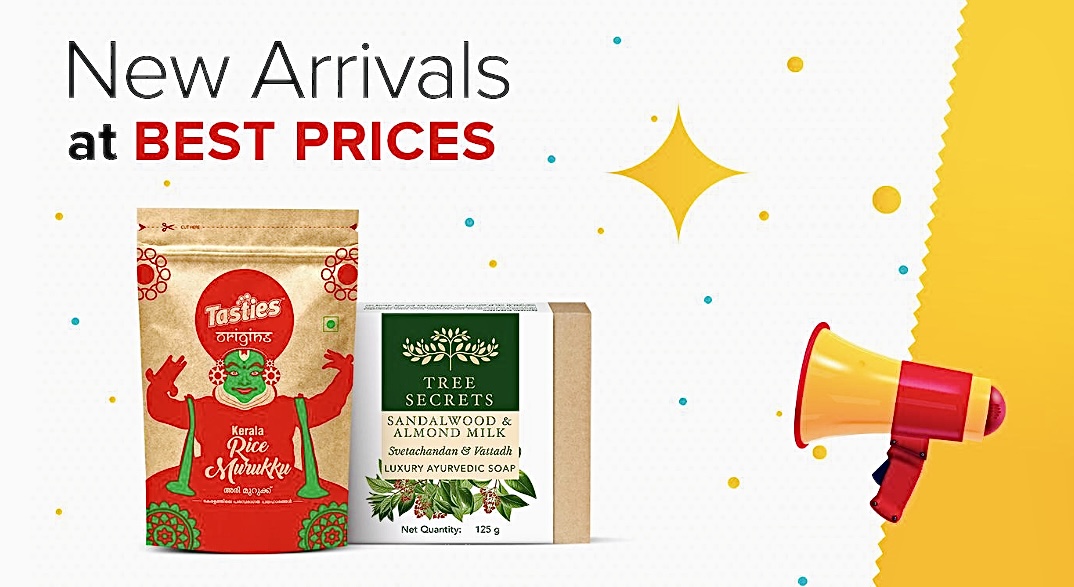 New Arrivals
at BEST PRICES
CUT HERE
Tasties
origins
Kerala
Rice
Murukku
അരി മുറുക്ക്
TREE
SECRETS
SANDALWOOD &
ALMOND MILK
Svetachandan & Vattadh
LUXURY AYURVEDIC SOAP
Net Quantity: 125 g